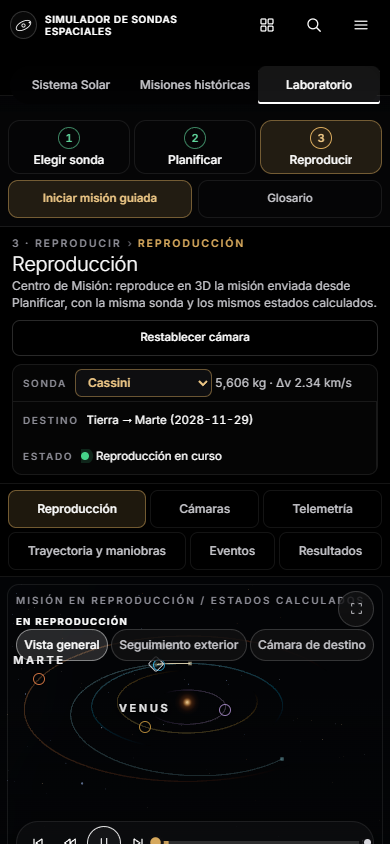 SIMULADOR DE SONDAS
ESPACIALES
Sistema Solar
Misiones históricas
Laboratorio
1
2
3
Elegir sonda
Planificar
Reproducir
Iniciar misión guiada
Glosario
3 · REPRODUCIR › REPRODUCCIÓN
Reproducción
Centro de Misión: reproduce en 3D la misión enviada desde
Planificar, con la misma sonda y los mismos estados calculados.
Restablecer cámara
SONDA Cassini 5,606 kg · Δv 2.34 km/s
DESTINO Tierra → Marte (2028-11-29)
ESTADO Reproducción en curso
Reproducción
Cámaras
Telemetría
Trayectoria y maniobras
Eventos
Resultados
MISIÓN EN REPRODUCCIÓN / ESTADOS CALCULADOS
EN REPRODUCCIÓN
Vista general
Seguimiento exterior
Cámara de destino
MARTE
VENUS